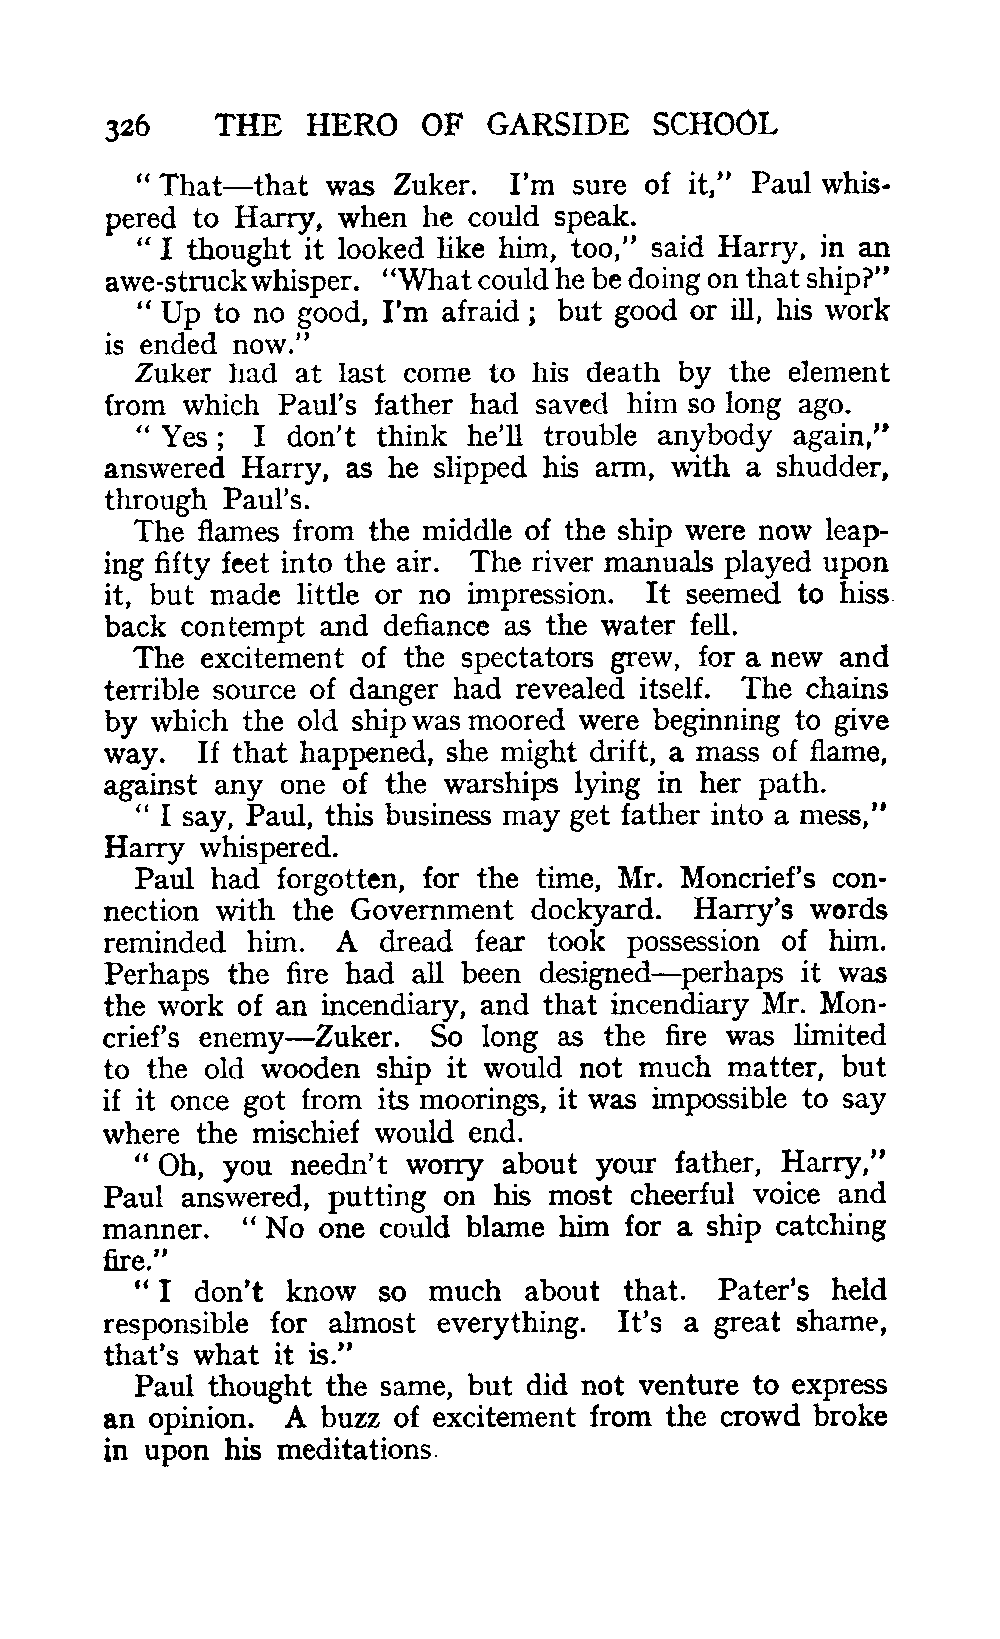 326 THE HERO OF GARSIDE SCHOOL
" That—that was Zuker. I'm sure of it," Paul whis-
pered to Harry, when he could speak.
" I thought it looked like him, too," said Harry, in an
awe-struck whisper. "What could he be doing on that ship?"
" Up to no good, I'm afraid ; but good or ill, his work
is ended now."
Zuker had at last come to his death by the element
from which Paul's father had saved him so long ago.
" Yes ; I don't think he'll trouble anybody again,"
answered Harry, as he slipped his arm, with a shudder,
through Paul's.
The flames from the middle of the ship were now leap-
ing fifty feet into the air. The river manuals played upon
it, but made little or no impression. It seemed to hiss
back contempt and defiance as the water fell.
The excitement of the spectators grew, for a new and
terrible source of danger had revealed itself. The chains
by which the old ship was moored were beginning to give
way. If that happened, she might drift, a mass of flame,
against any one of the warships lying in her path.
" I say, Paul, this business may get father into a mess,"
Harry whispered.
Paul had forgotten, for the time, Mr. Moncrief's con-
nection with the Government dockyard. Harry's words
reminded him. A dread fear took possession of him.
Perhaps the fire had all been designed—perhaps it was
the work of an incendiary, and that incendiary Mr. Mon-
crief's enemy—Zuker. So long as the fire was limited
to the old wooden ship it would not much matter, but
if it once got from its moorings, it was impossible to say
where the mischief would end.
" Oh, you needn't worry about your father, Harry,"
Paul answered, putting on his most cheerful voice and
manner. " No one could blame him for a ship catching
fire."
" I don't know so much about that. Pater's held
responsible for almost everything. It's a great shame,
that's what it is."
Paul thought the same, but did not venture to express
an opinion. A buzz of excitement from the crowd broke
in upon his meditations.